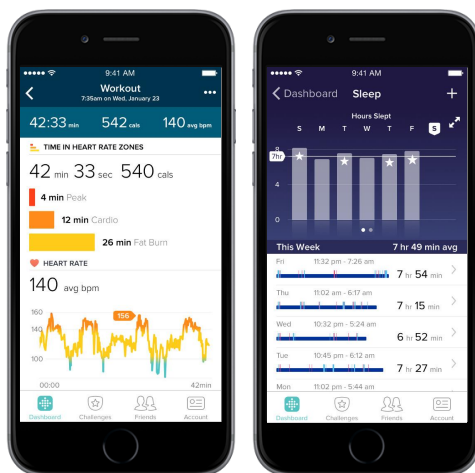 9:41 AM
Workout
7:35am on Wed, January 23
42:33 min 542 cals 140 avg bpm
TIME IN HEART RATE ZONES
42 min 33 sec 540 cals
4 min Peak
12 min Cardio
26 min Fat Burn
HEART RATE
140 avg bpm
160
156
140
100
00:00 42min
Dashboard Challenges Friends Account
9:41 AM
Dashboard Sleep
Hours Slept
S M T W T F S
7hr
8
4
0
This Week 7 hr 49 min avg
Fri 11:32 pm - 7:26 am
7 hr 54 min
Thu 11:02 am - 6:17 am
7 hr 15 min
Wed 10:32 pm - 5:24 am
6 hr 52 min
Tue 10:45 pm - 6:12 am
7 hr 27 min
Mon 11:02 pm - 5:44 am
Dashboard Challenges Friends Account